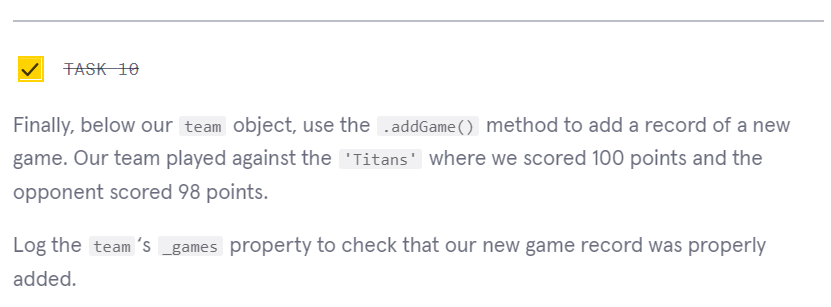 TASK 10
Finally, below our team object, use the .addGame() method to add a record of a new
game. Our team played against the 'Titans' where we scored 100 points and the
opponent scored 98 points.
Log the team‘s _games property to check that our new game record was properly
added.